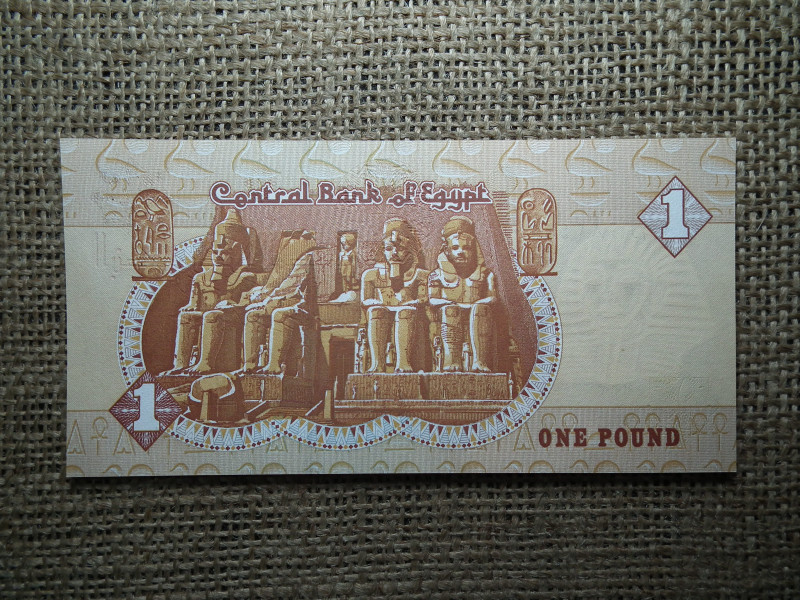 Central Bank of Egypt
1
1
ONE POUND